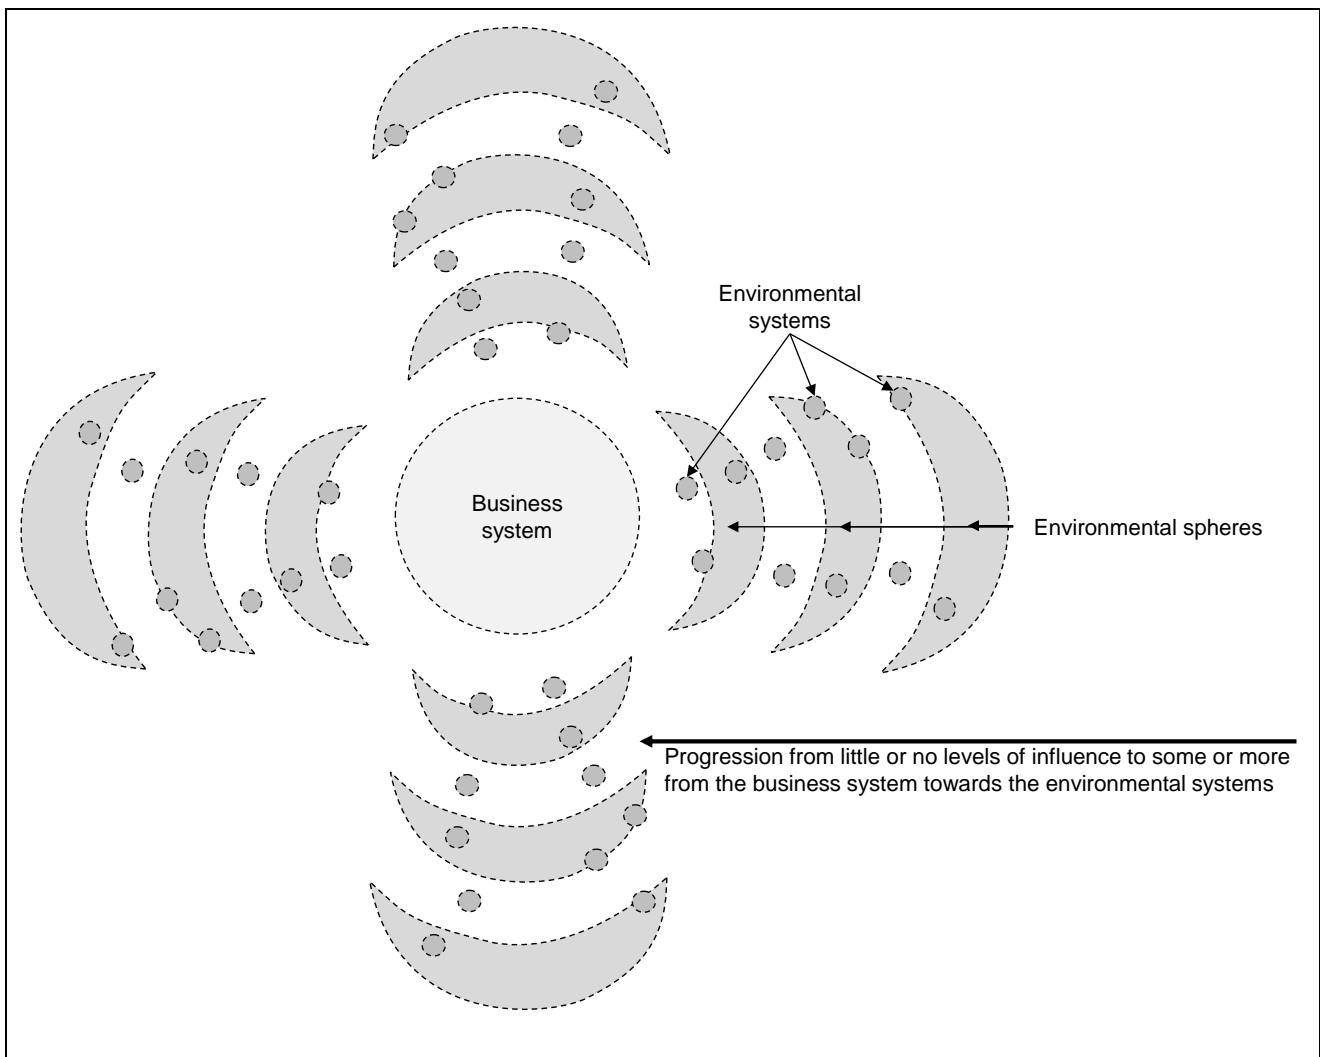 Environmental
systems
Business
system
Environmental spheres
Progression from little or no levels of influence to some or more
from the business system towards the environmental systems